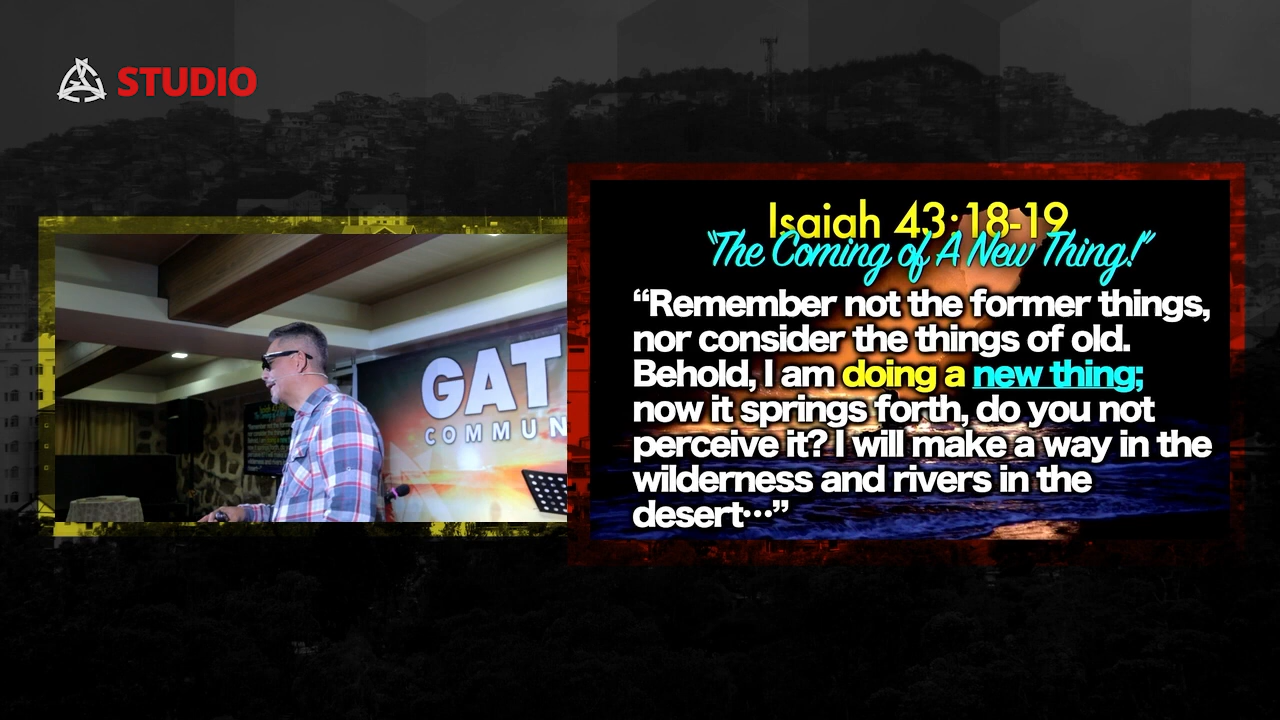 STUDIO
GAT
COMMUN
Isaiah 43:18-19
“The Coming of A New Thing!”
“Remember not the former things,
nor consider the things of old.
Behold, I am doing a new thing;
now it springs forth, do you not
perceive it? I will make a way in the
wilderness and rivers in the
desert…”